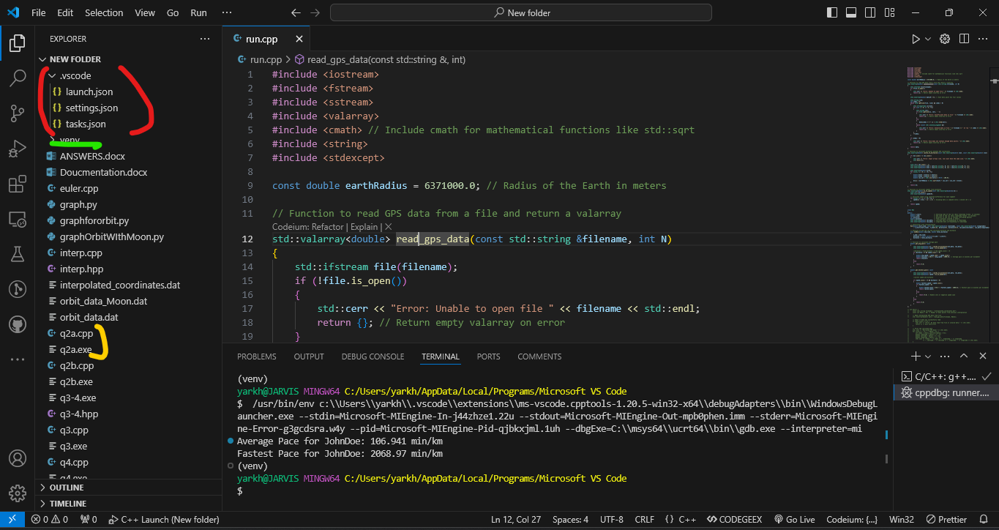 File Edit Selection View Go Run ··· New folder
EXPLORER ···
NEW FOLDER
.vscode
{} launch.json
{} settings.json
{} tasks.json
venv
ANSWERS.docx
Doucmentation.docx
euler.cpp
graph.py
graphfororbit.py
graphOrbitWIthMoon.py
interp.cpp
interp.hpp
interpolated_coordinates.dat
orbit_data_Moon.dat
orbit_data.dat
q2a.cpp
q2a.exe
q2b.cpp
q2b.exe
q3-4.exe
q3-4.hpp
q3.cpp
q3.exe
q4.cpp
q4.exe
OUTLINE
TIMELINE
run.cpp
run.cpp > read_gps_data(const std::string &, int)
1 #include <iostream>
2 #include <fstream>
3 #include <sstream>
4 #include <valarray>
5 #include <cmath> // Include cmath for mathematical functions like std::sqrt
6 #include <string>
7 #include <stdexcept>
8
9 const double earthRadius = 6371000.0; // Radius of the Earth in meters
10
11 // Function to read GPS data from a file and return a valarray
Codeium: Refactor | Explain | X
12 std::valarray<double> read_gps_data(const std::string &filename, int N)
13 {
14 std::ifstream file(filename);
15 if (!file.is_open())
16 {
17 std::cerr << "Error: Unable to open file " << filename << std::endl;
18 return {}; // Return empty valarray on error
19 }
PROBLEMS OUTPUT DEBUG CONSOLE TERMINAL PORTS COMMENTS
(venv)
yarkh@JARVIS MINGW64 C:/Users/yarkh/AppData/Local/Programs/Microsoft VS Code
$ /usr/bin/env c:\\Users\\yarkh\\.vscode\\extensions\\ms-vscode.cpptools-1.20.5-win32-x64\\debugAdapters\\bin\\WindowsDebugL
auncher.exe --stdin=Microsoft-MIEngine-In-j44zhze1.22u --stdout=Microsoft-MIEngine-Out-mpb0phen.imm --stderr=Microsoft-MIEngi
ne-Error-g3gcdsra.w4y --pid=Microsoft-MIEngine-Pid-qjbkxjml.1uh --dbgExe=C:\\msys64\\ucrt64\\bin\\gdb.exe --interpreter=mi
Average Pace for JohnDoe: 106.941 min/km
Fastest Pace for JohnDoe: 2068.97 min/km
(venv)
yarkh@JARVIS MINGW64 C:/Users/yarkh/AppData/Local/Programs/Microsoft VS Code
$
C/C++: g++....
cppdbg: runner....
0 0 0 C++ Launch (New folder) Ln 12, Col 27 Spaces: 4 UTF-8 CRLF {} C++ CODEGEEX Go Live Codeium: {...} Win32 Prettier